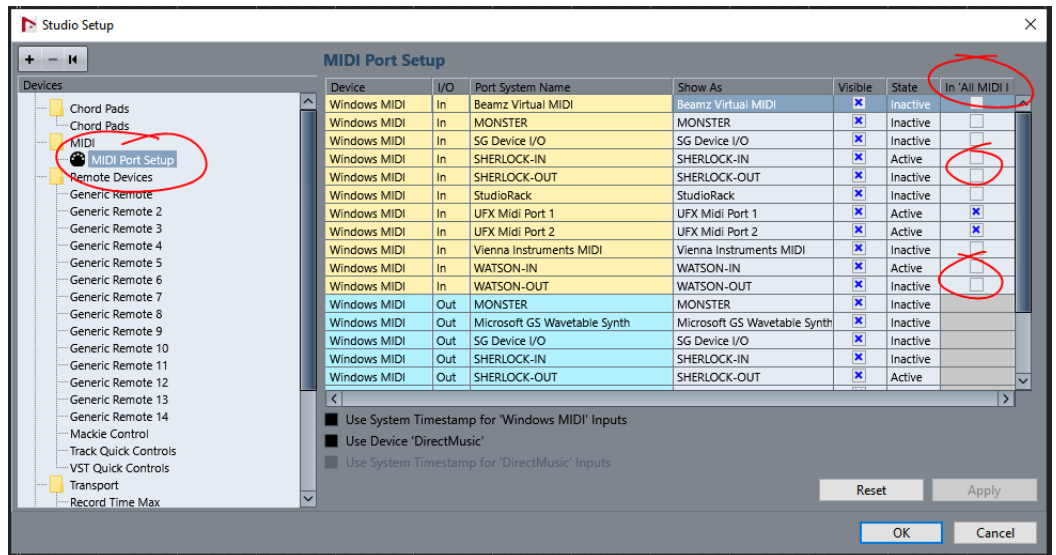 Studio Setup
+ −
Devices
Chord Pads
Chord Pads
MIDI
MIDI Port Setup
Remote Devices
Generic Remote
Generic Remote 2
Generic Remote 3
Generic Remote 4
Generic Remote 5
Generic Remote 6
Generic Remote 7
Generic Remote 8
Generic Remote 9
Generic Remote 10
Generic Remote 11
Generic Remote 12
Generic Remote 13
Generic Remote 14
Mackie Control
Track Quick Controls
VST Quick Controls
Transport
Record Time Max
MIDI Port Setup
Device I/O Port System Name Show As Visible State In 'All MIDI I
Windows MIDI In Beamz Virtual MIDI Beamz Virtual MIDI Inactive
Windows MIDI In MONSTER MONSTER Inactive
Windows MIDI In SG Device I/O SG Device I/O Inactive
Windows MIDI In SHERLOCK-IN SHERLOCK-IN Active
Windows MIDI In SHERLOCK-OUT SHERLOCK-OUT Inactive
Windows MIDI In StudioRack StudioRack Inactive
Windows MIDI In UFX Midi Port 1 UFX Midi Port 1 Active
Windows MIDI In UFX Midi Port 2 UFX Midi Port 2 Active
Windows MIDI In Vienna Instruments MIDI Vienna Instruments MIDI Inactive
Windows MIDI In WATSON-IN WATSON-IN Active
Windows MIDI In WATSON-OUT WATSON-OUT Inactive
Windows MIDI Out MONSTER MONSTER Inactive
Windows MIDI Out Microsoft GS Wavetable Synth Microsoft GS Wavetable Synth Inactive
Windows MIDI Out SG Device I/O SG Device I/O Inactive
Windows MIDI Out SHERLOCK-IN SHERLOCK-IN Inactive
Windows MIDI Out SHERLOCK-OUT SHERLOCK-OUT Active
Use System Timestamp for 'Windows MIDI' Inputs
Use Device 'DirectMusic'
Use System Timestamp for 'DirectMusic' Inputs
Reset Apply
OK Cancel